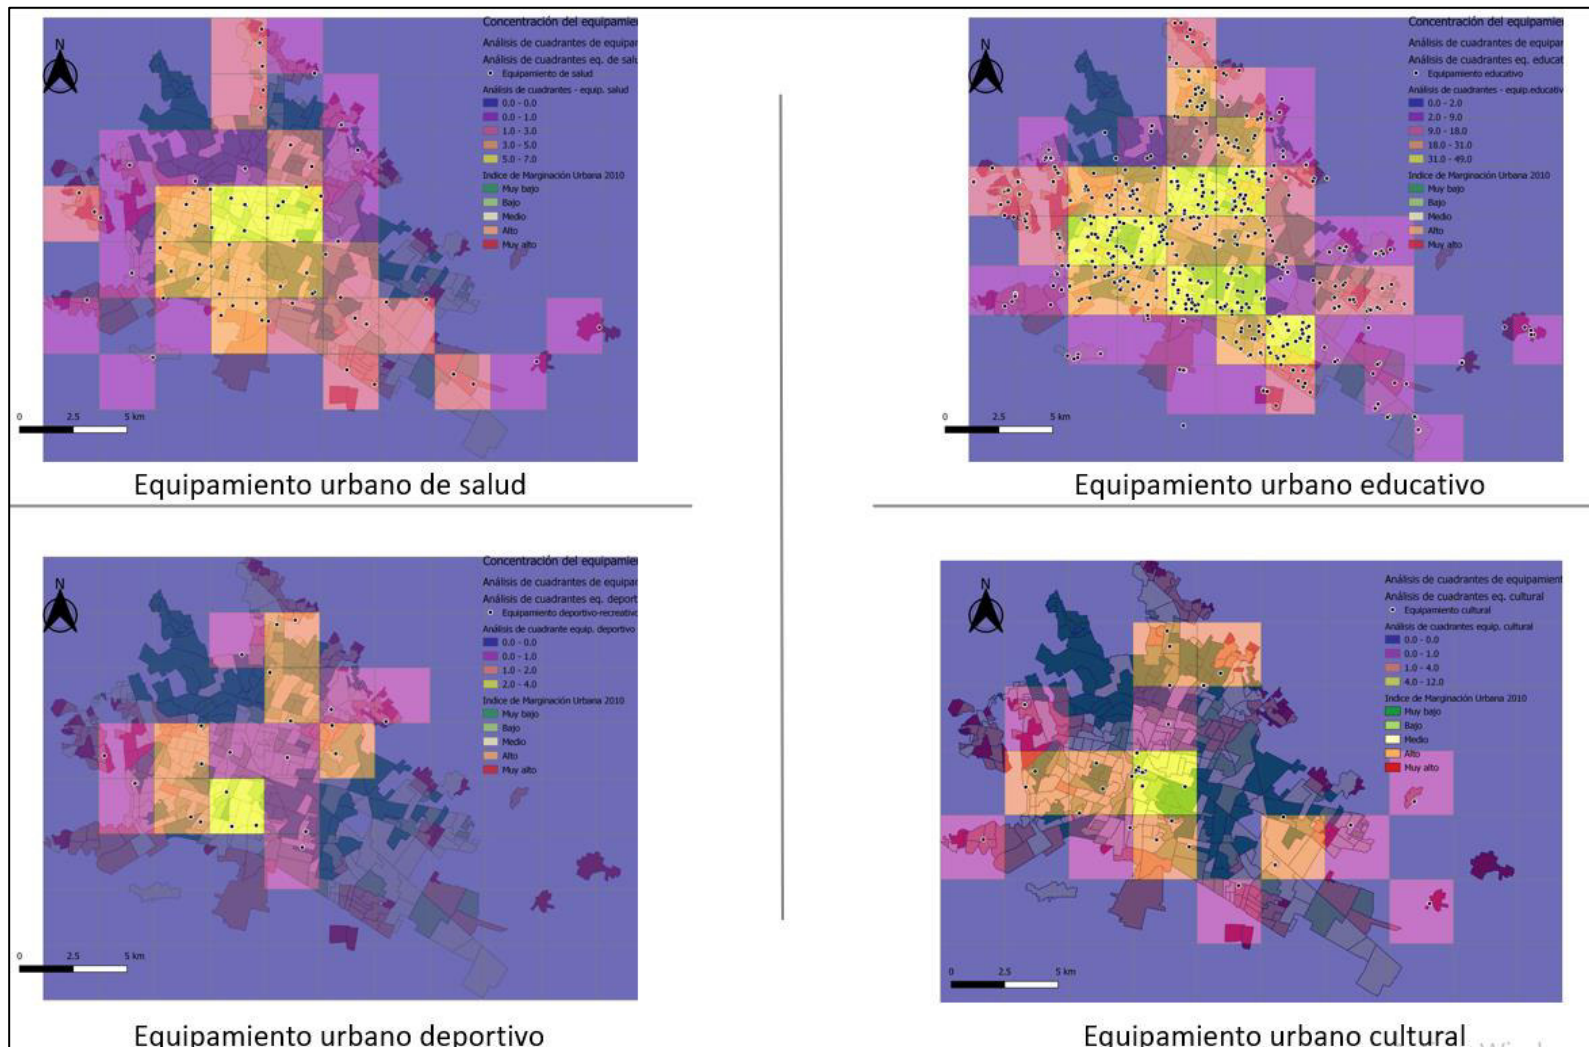 Concentración del equipamie
Análisis de cuadrantes de equipar
Análisis de cuadrantes eq. de salu
Equipamiento de salud
Análisis de cuadrantes - equip. salud
0.0 - 0.0
0.0 - 1.0
1.0 - 3.0
3.0 - 5.0
5.0 - 7.0
Indice de Marginación Urbana 2010
Muy bajo
Bajo
Medio
Alto
Muy alto
N
0 2.5 5 km
Equipamiento urbano de salud
Concentración del equipamie
Análisis de cuadrantes de equipar
Análisis de cuadrantes eq. educat
Equipamiento educativo
Análisis de cuadrantes - equip.educativ
0.0 - 2.0
2.0 - 9.0
9.0 - 18.0
18.0 - 31.0
31.0 - 49.0
Indice de Marginación Urbana 2010
Muy bajo
Bajo
Medio
Alto
Muy alto
N
0 2.5 5 km
Equipamiento urbano educativo
Concentración del equipamie
Análisis de cuadrantes de equipar
Análisis de cuadrantes eq. deport
Equipamiento deportivo-recreativo
Análisis de cuadrante equip. deportivo
0.0 - 0.0
0.0 - 1.0
1.0 - 2.0
2.0 - 4.0
Indice de Marginación Urbana 2010
Muy bajo
Bajo
Medio
Alto
Muy alto
N
0 2.5 5 km
Equipamiento urbano deportivo
Análisis de cuadrantes de equipamient
Análisis de cuadrantes eq. cultural
Equipamiento cultural
Análisis de cuadrantes equip. cultural
0.0 - 0.0
0.0 - 1.0
1.0 - 4.0
4.0 - 12.0
Indice de Marginación Urbana 2010
Muy bajo
Bajo
Medio
Alto
Muy alto
N
0 2.5 5 km
Equipamiento urbano cultural